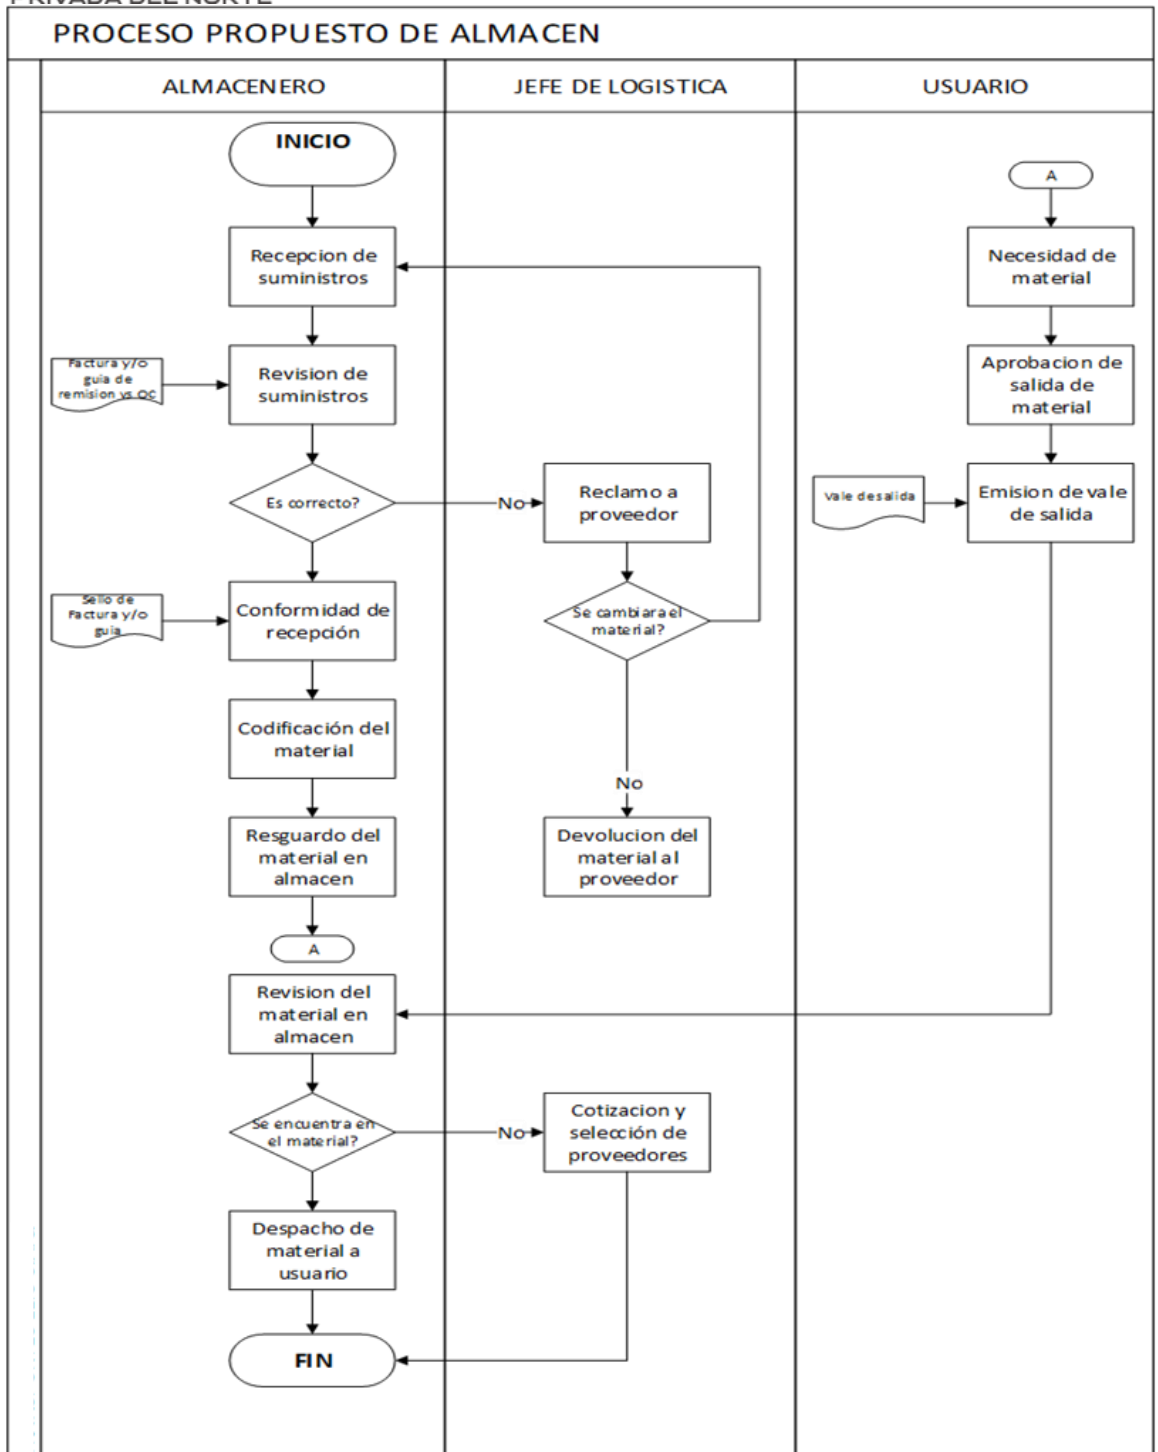 PRIVADA DEL NORTE
PROCESO PROPUESTO DE ALMACEN
ALMACENERO
JEFE DE LOGISTICA
USUARIO
INICIO
A
Recepcion de
suministros
Necesidad de
material
Factura y/o
guia de
remision vs OC
Revision de
suministros
Aprobacion de
salida de
material
Es correcto?
No
Reclamo a
proveedor
Vale de salida
Emision de vale
de salida
Sello de
Factura y/o
guia
Conformidad de
recepción
Se cambiara el
material?
Codificación del
material
No
Resguardo del
material en
almacen
Devolucion del
material al
proveedor
A
Revision del
material en
almacen
Se encuentra en
el material?
No
Cotizacion y
selección de
proveedores
Despacho de
material a
usuario
FIN